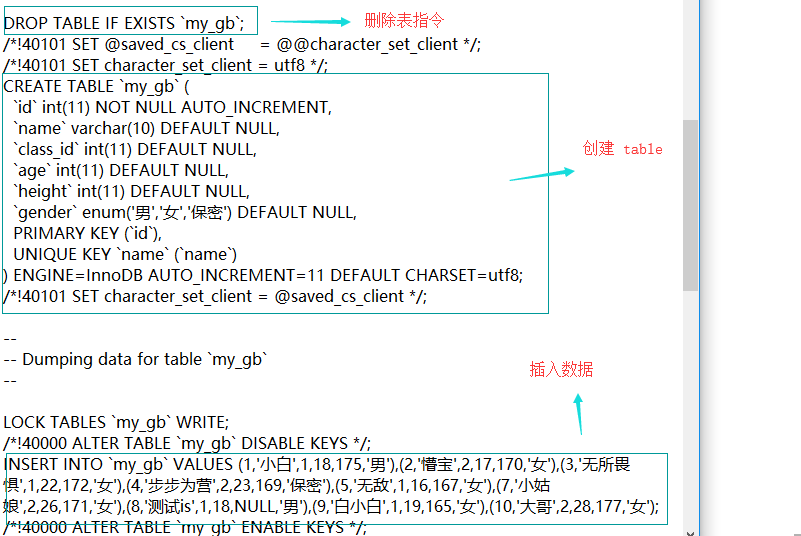 DROP TABLE IF EXISTS `my_gb`;
删除表指令
/*!40101 SET @saved_cs_client     = @@character_set_client */;
/*!40101 SET character_set_client = utf8 */;
CREATE TABLE `my_gb` (
  `id` int(11) NOT NULL AUTO_INCREMENT,
  `name` varchar(10) DEFAULT NULL,
  `class_id` int(11) DEFAULT NULL,
  `age` int(11) DEFAULT NULL,
  `height` int(11) DEFAULT NULL,
  `gender` enum('男','女','保密') DEFAULT NULL,
  PRIMARY KEY (`id`),
  UNIQUE KEY `name` (`name`)
) ENGINE=InnoDB AUTO_INCREMENT=11 DEFAULT CHARSET=utf8;
/*!40101 SET character_set_client = @saved_cs_client */;
创建 table
--
-- Dumping data for table `my_gb`
--
插入数据
LOCK TABLES `my_gb` WRITE;
/*!40000 ALTER TABLE `my_gb` DISABLE KEYS */;
INSERT INTO `my_gb` VALUES (1,'小白',1,18,175,'男'),(2,'懵宝',2,17,170,'女'),(3,'无所畏
惧',1,22,172,'女'),(4,'步步为营',2,23,169,'保密'),(5,'无敌',1,16,167,'女'),(7,'小姑
娘',2,26,171,'女'),(8,'测试is',1,18,NULL,'男'),(9,'白小白',1,19,165,'女'),(10,'大哥',2,28,177,'女');
/*!40000 ALTER TABLE `my_gb` ENABLE KEYS */;